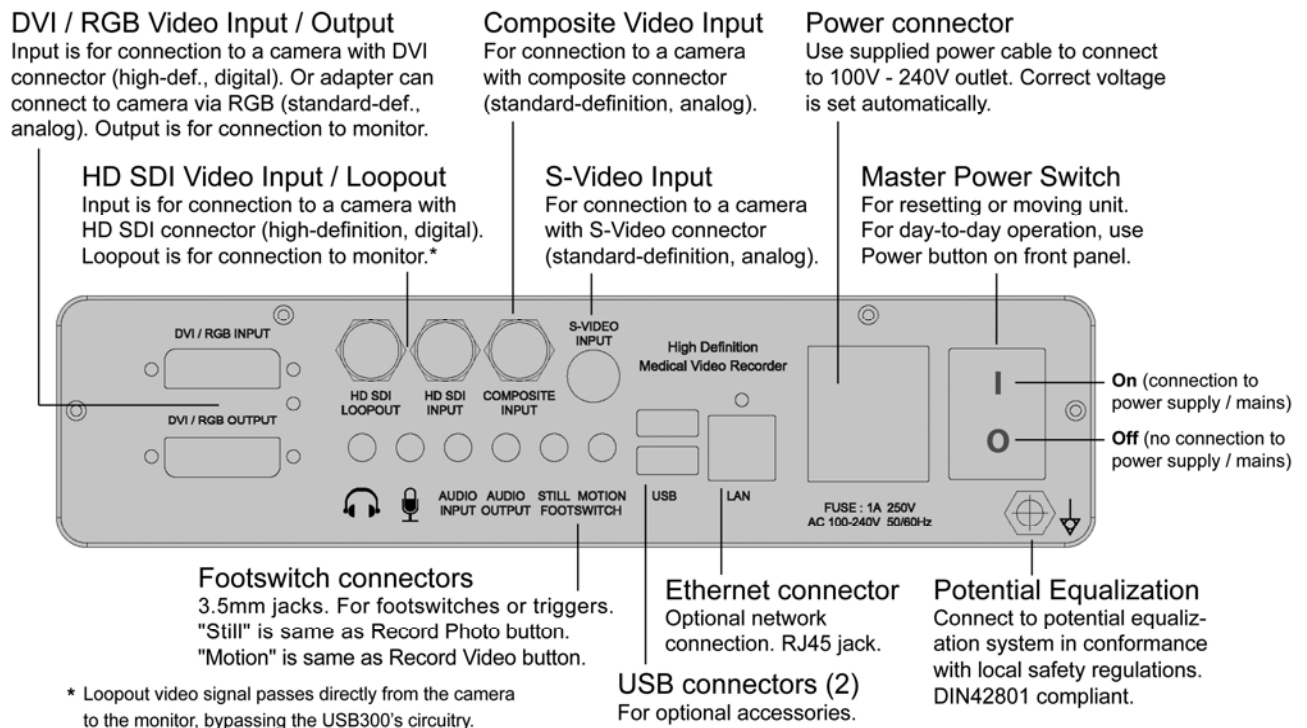 DVI / RGB Video Input / Output
Input is for connection to a camera with DVI
connector (high-def., digital). Or adapter can
connect to camera via RGB (standard-def.,
analog). Output is for connection to monitor.
Composite Video Input
For connection to a camera
with composite connector
(standard-definition, analog).
Power connector
Use supplied power cable to connect
to 100V - 240V outlet. Correct voltage
is set automatically.
HD SDI Video Input / Loopout
Input is for connection to a camera with
HD SDI connector (high-definition, digital).
Loopout is for connection to monitor.*
S-Video Input
For connection to a camera
with S-Video connector
(standard-definition, analog).
Master Power Switch
For resetting or moving unit.
For day-to-day operation, use
Power button on front panel.
DVI / RGB INPUT
DVI / RGB OUTPUT
HD SDI
LOOPOUT
HD SDI
INPUT
COMPOSITE
INPUT
S-VIDEO
INPUT
High Definition
Medical Video Recorder
AUDIO
INPUT
AUDIO
OUTPUT
STILL MOTION
FOOTSWITCH
USB
LAN
FUSE : 1A 250V
AC 100-240V 50/60Hz
I
O
On (connection to
power supply / mains)
Off (no connection to
power supply / mains)
Footswitch connectors
3.5mm jacks. For footswitches or triggers.
"Still" is same as Record Photo button.
"Motion" is same as Record Video button.
Ethernet connector
Optional network
connection. RJ45 jack.
Potential Equalization
Connect to potential equaliz-
ation system in conformance
with local safety regulations.
DIN42801 compliant.
USB connectors (2)
For optional accessories.
* Loopout video signal passes directly from the camera
to the monitor, bypassing the USB300's circuitry.